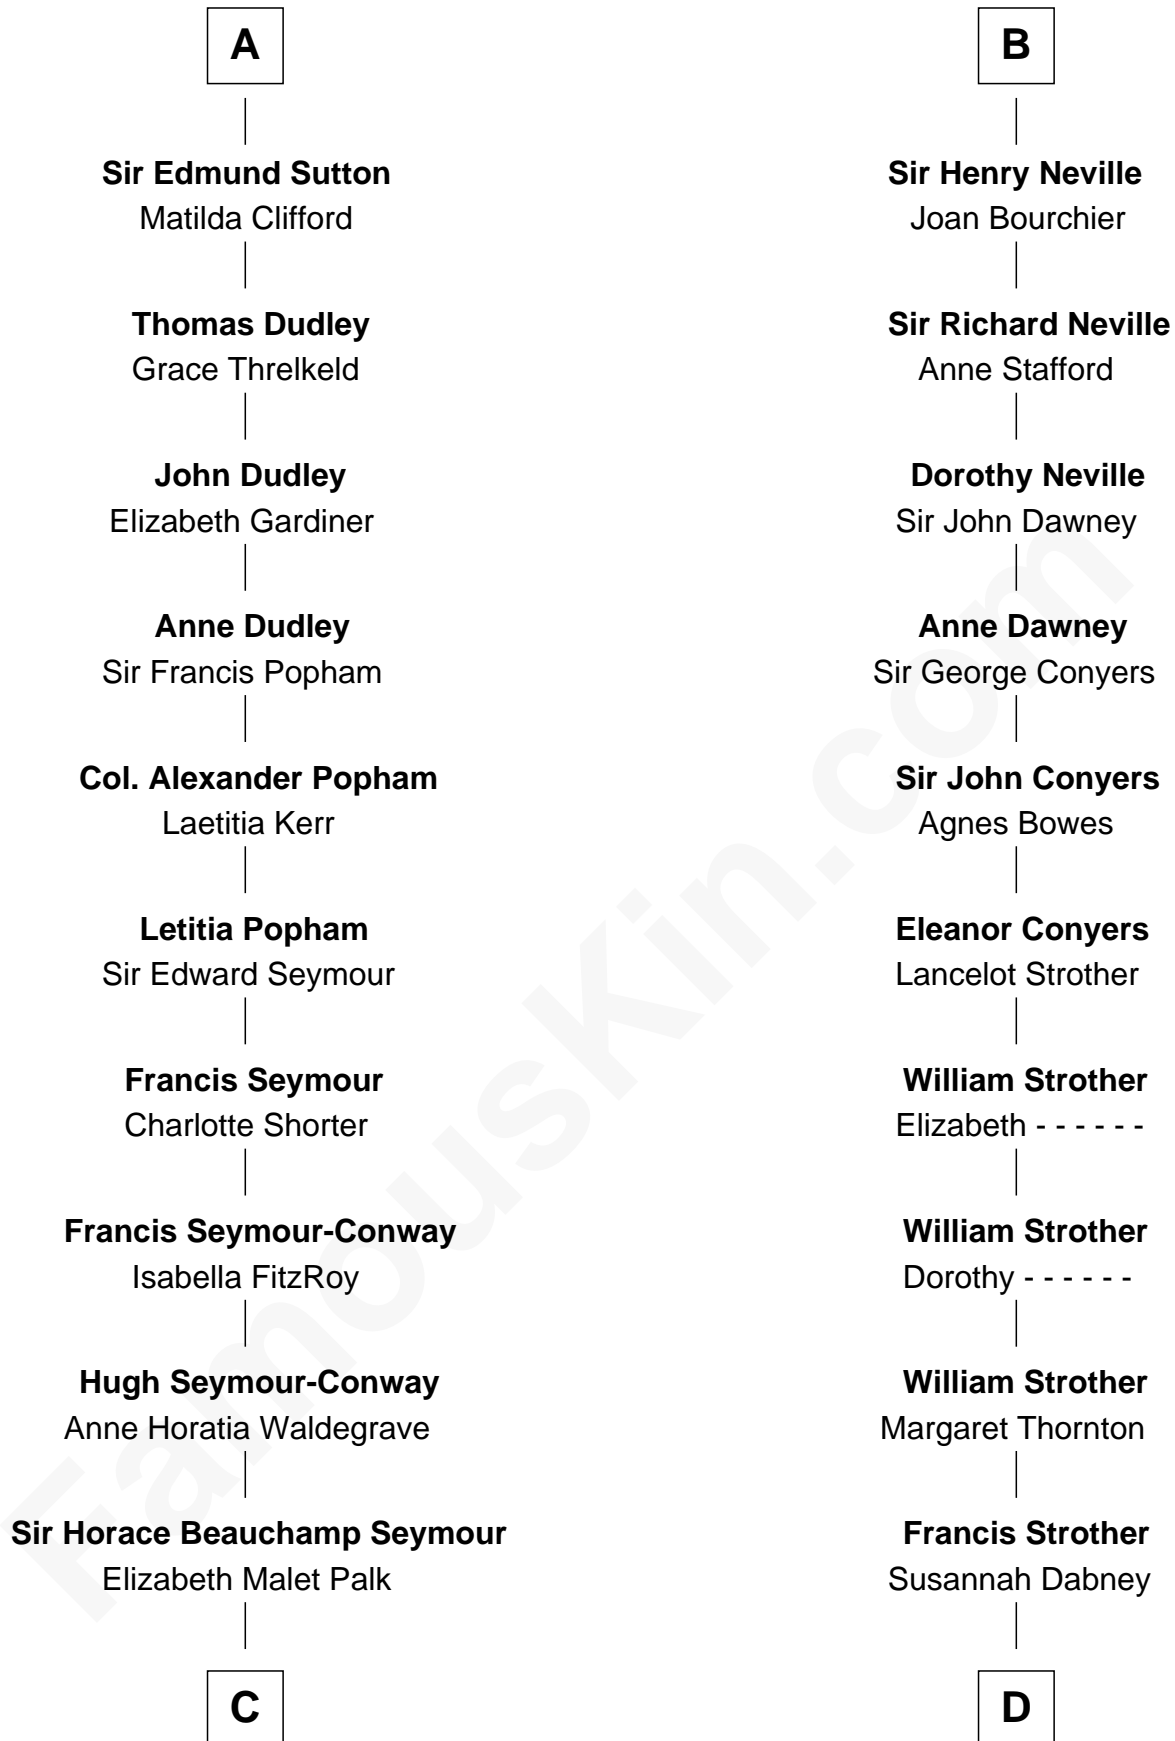 A
Sir Edmund Sutton
Matilda Clifford
Thomas Dudley
Grace Threlkeld
John Dudley
Elizabeth Gardiner
Anne Dudley
Sir Francis Popham
Col. Alexander Popham
Laetitia Kerr
Letitia Popham
Sir Edward Seymour
Francis Seymour
Charlotte Shorter
Francis Seymour-Conway
Isabella FitzRoy
Hugh Seymour-Conway
Anne Horatia Waldegrave
Sir Horace Beauchamp Seymour
Elizabeth Malet Palk
C
B
Sir Henry Neville
Joan Bourchier
Sir Richard Neville
Anne Stafford
Dorothy Neville
Sir John Dawney
Anne Dawney
Sir George Conyers
Sir John Conyers
Agnes Bowes
Eleanor Conyers
Lancelot Strother
William Strother
Elizabeth - - - - - -
William Strother
Dorothy - - - - - -
William Strother
Margaret Thornton
Francis Strother
Susannah Dabney
D
FamousKin.com